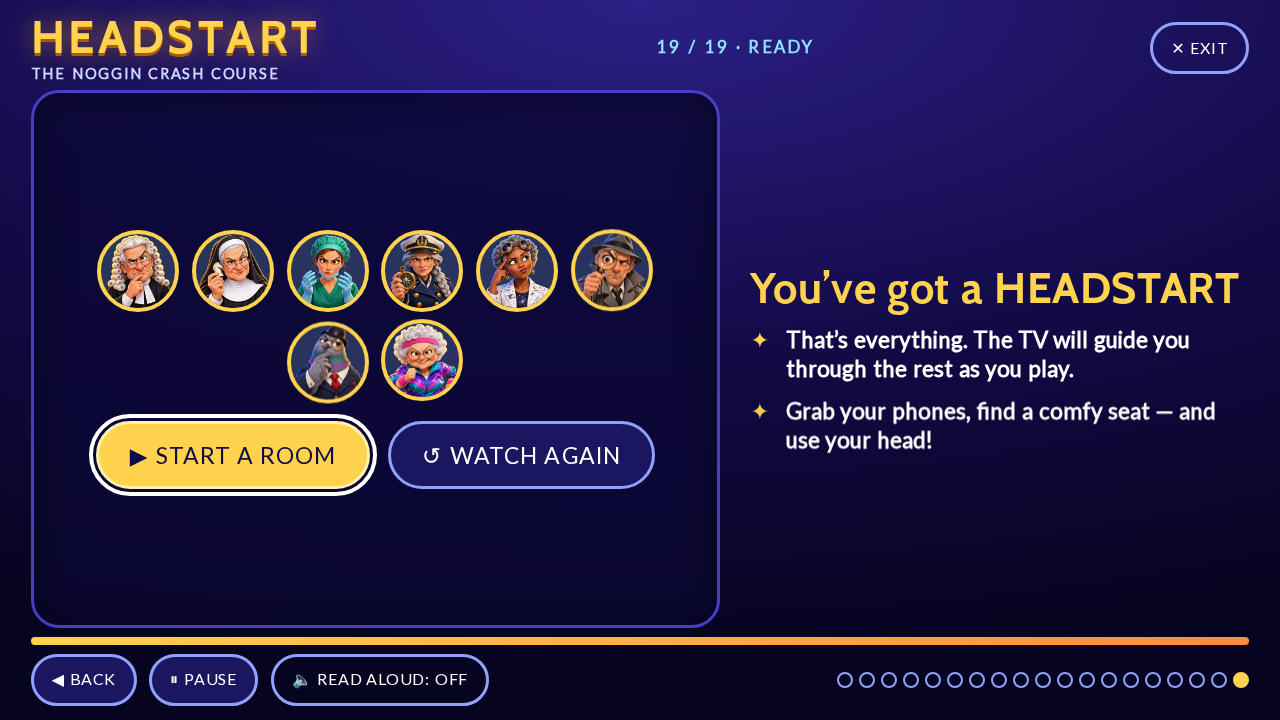 HEADSTART
THE NOGGIN CRASH COURSE
19 / 19 · READY
✕ EXIT
▶ START A ROOM
↺ WATCH AGAIN
You’ve got a HEADSTART
✦ That’s everything. The TV will guide you
through the rest as you play.
✦ Grab your phones, find a comfy seat — and
use your head!
◀ BACK
⏸ PAUSE
🔈 READ ALOUD: OFF